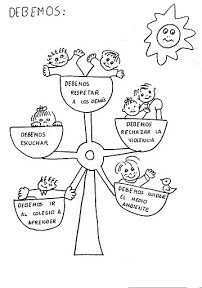 DEBEMOS:
DEBEMOS
RESPETAR
A LOS DEMÁS
DEBEMOS
RECHAZAR LA
VIOLENCIA
DEBEMOS
ESCUCHAR
DEBEMOS IR
AL COLEGIO A
APRENDER
DEBEMOS CUIDAR
EL MEDIO
AMBIENTE